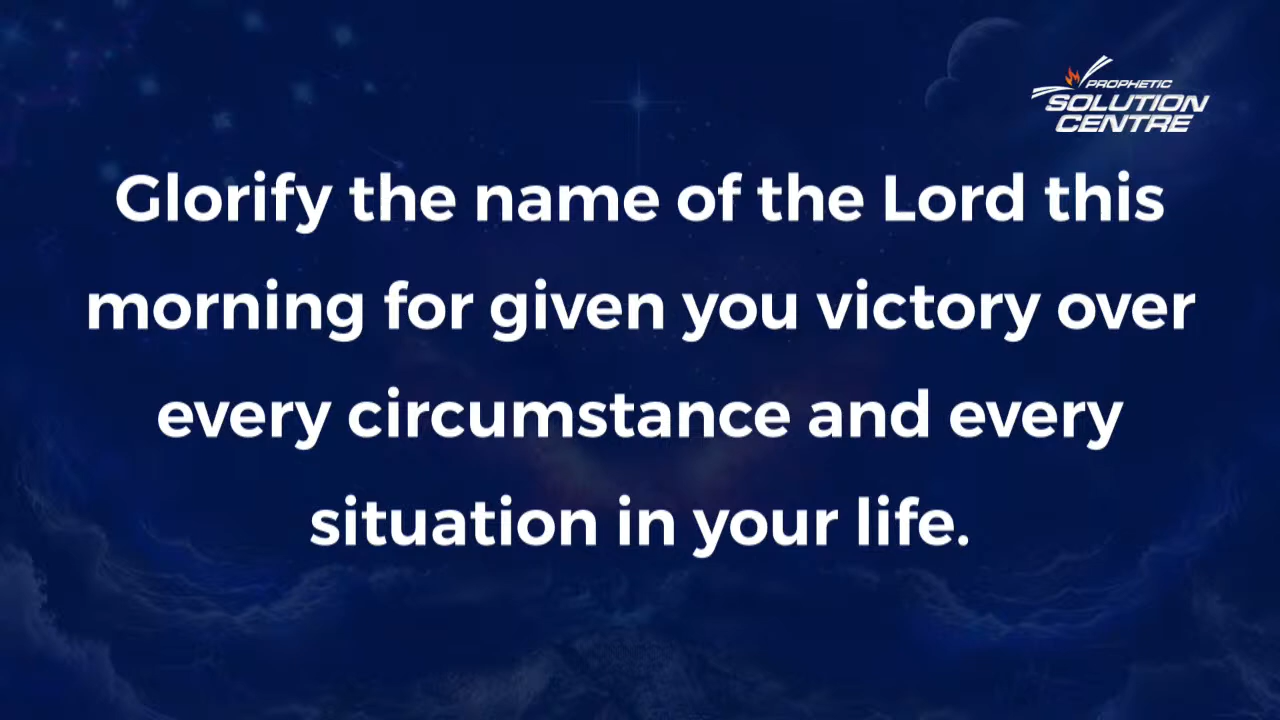 PROPHETIC
SOLUTION
CENTRE
Glorify the name of the Lord this
morning for given you victory over
every circumstance and every
situation in your life.